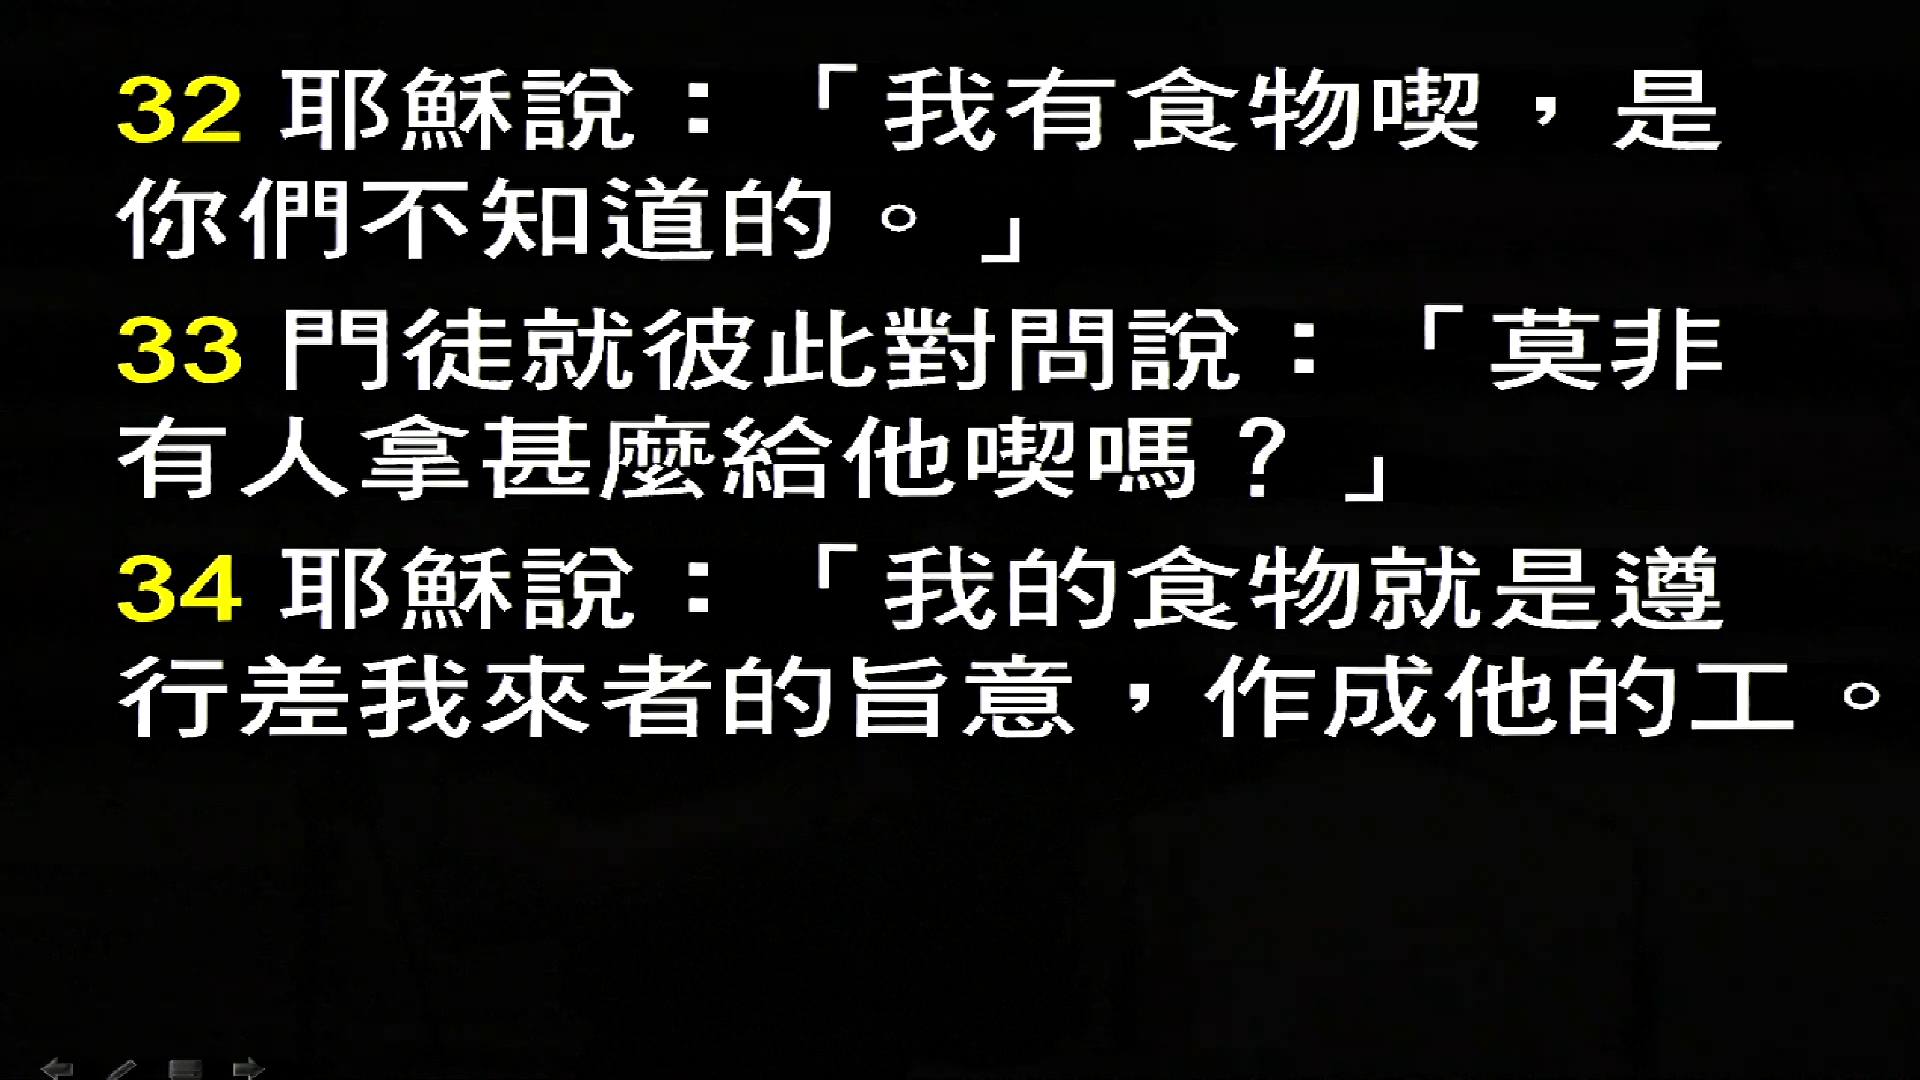 32 耶穌說：「我有食物喫，是
你們不知道的。」
33 門徒就彼此對問說：「莫非
有人拿甚麼給他喫嗎？」
34 耶穌說：「我的食物就是遵
行差我來者的旨意，作成他的工。